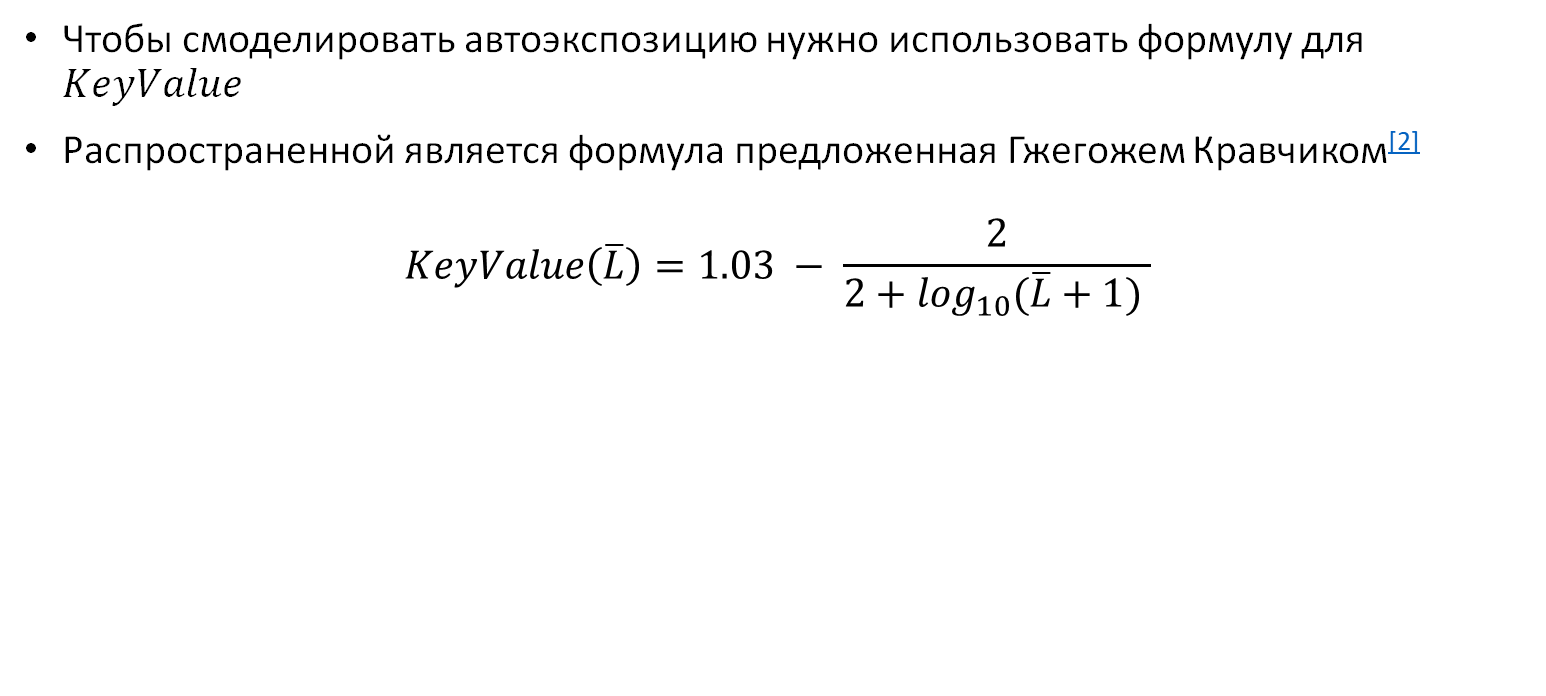 • Чтобы смоделировать автоэкспозицию нужно использовать формулу для
KeyValue
• Распространенной является формула предложенная Гжегожем Кравчиком[2]
KeyValue(L̅) = 1.03 − 2 / (2 + log₁₀(L̅ + 1))